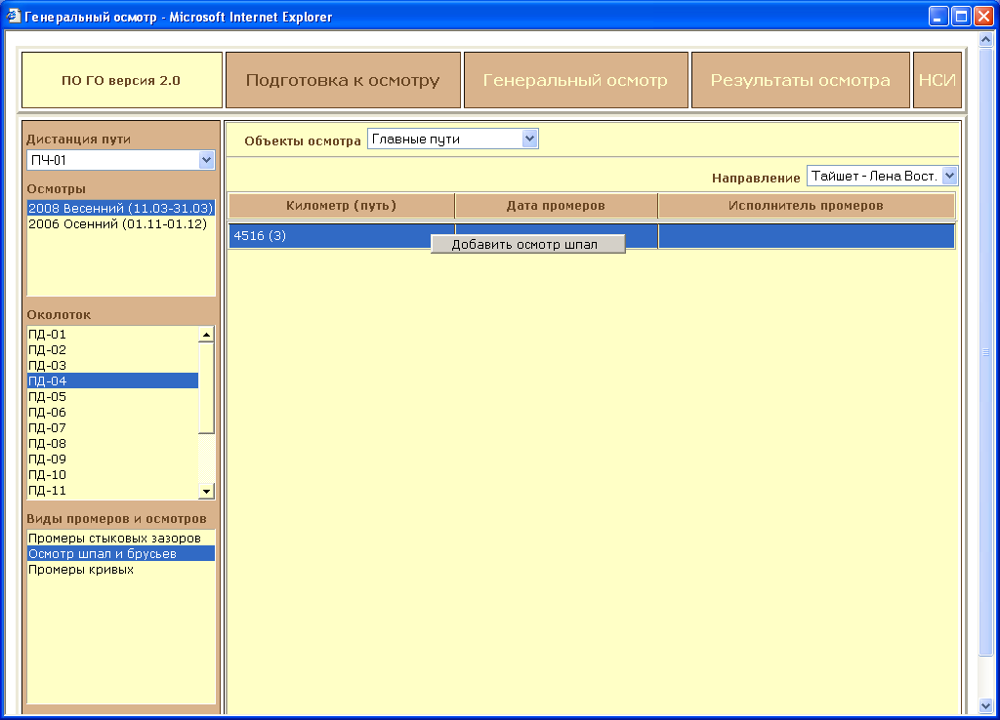 Генеральный осмотр - Microsoft Internet Explorer
ПО ГО версия 2.0
Подготовка к осмотру
Генеральный осмотр
Результаты осмотра
НСИ
Дистанция пути
ПЧ-01
Осмотры
2008 Весенний (11.03-31.03)
2006 Осенний (01.11-01.12)
Околоток
ПД-01
ПД-02
ПД-03
ПД-04
ПД-05
ПД-06
ПД-07
ПД-08
ПД-09
ПД-10
ПД-11
Виды промеров и осмотров
Промеры стыковых зазоров
Осмотр шпал и брусьев
Промеры кривых
Объекты осмотра Главные пути
Направление Тайшет - Лена Вост.
Километр (путь) Дата промеров Исполнитель промеров
4516 (3)
Добавить осмотр шпал